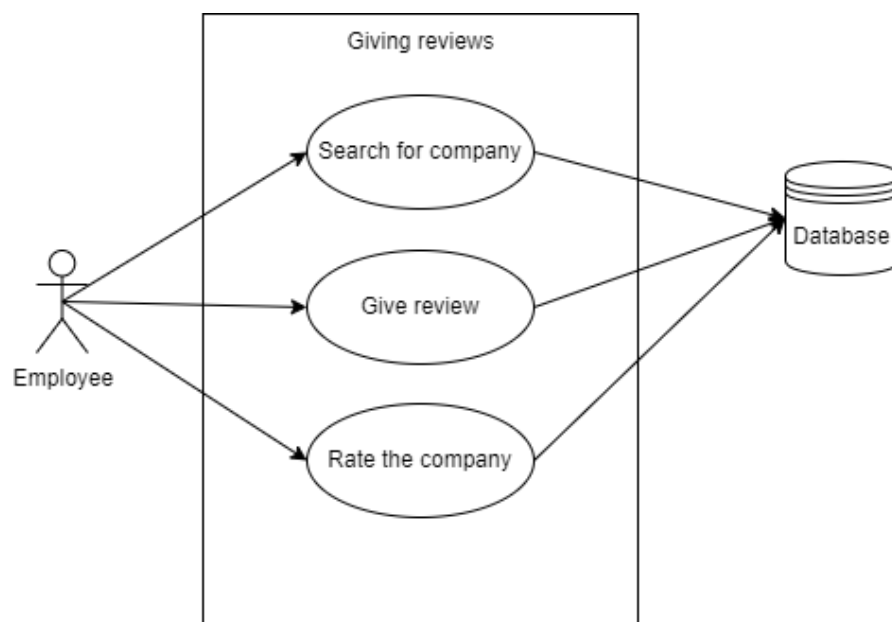 Giving reviews
Search for company
Give review
Rate the company
Employee
Database